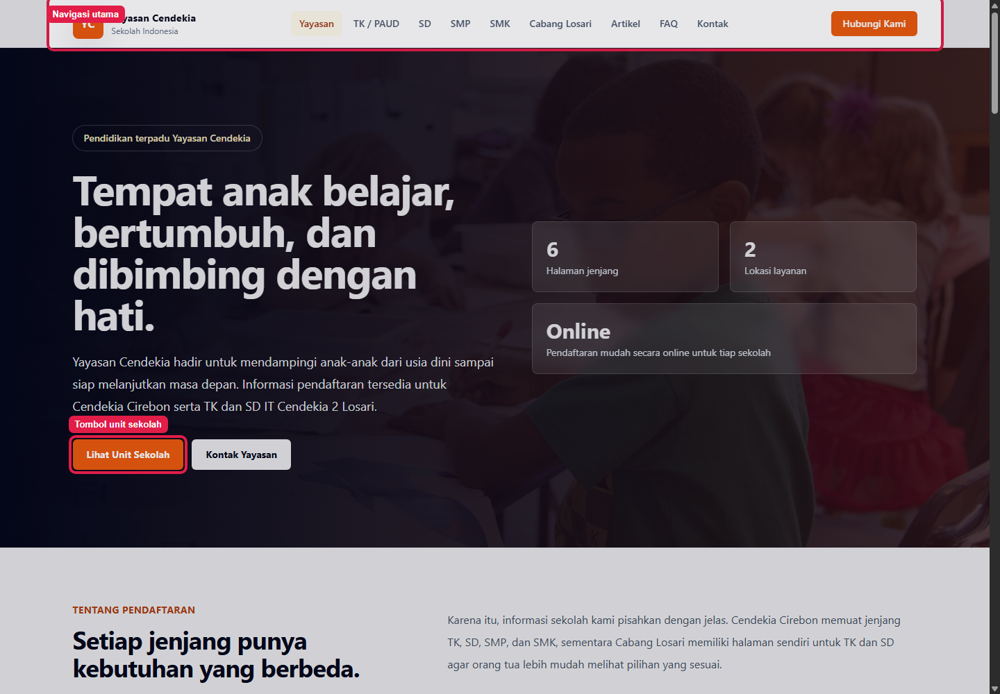 Navigasi utama
Yayasan Cendekia
Sekolah Indonesia
Yayasan
TK / PAUD
SD
SMP
SMK
Cabang Losari
Artikel
FAQ
Kontak
Hubungi Kami
Pendidikan terpadu Yayasan Cendekia
Tempat anak belajar,
bertumbuh, dan
dibimbing dengan
hati.
Yayasan Cendekia hadir untuk mendampingi anak-anak dari usia dini sampai
siap melanjutkan masa depan. Informasi pendaftaran tersedia untuk
Cendekia Cirebon serta TK dan SD IT Cendekia 2 Losari.
Tombol unit sekolah
Lihat Unit Sekolah
Kontak Yayasan
6
Halaman jenjang
2
Lokasi layanan
Online
Pendaftaran mudah secara online untuk tiap sekolah
TENTANG PENDAFTARAN
Setiap jenjang punya
kebutuhan yang berbeda.
Karena itu, informasi sekolah kami pisahkan dengan jelas. Cendekia Cirebon memuat jenjang
TK, SD, SMP, dan SMK, sementara Cabang Losari memiliki halaman sendiri untuk TK dan SD
agar orang tua lebih mudah melihat pilihan yang sesuai.